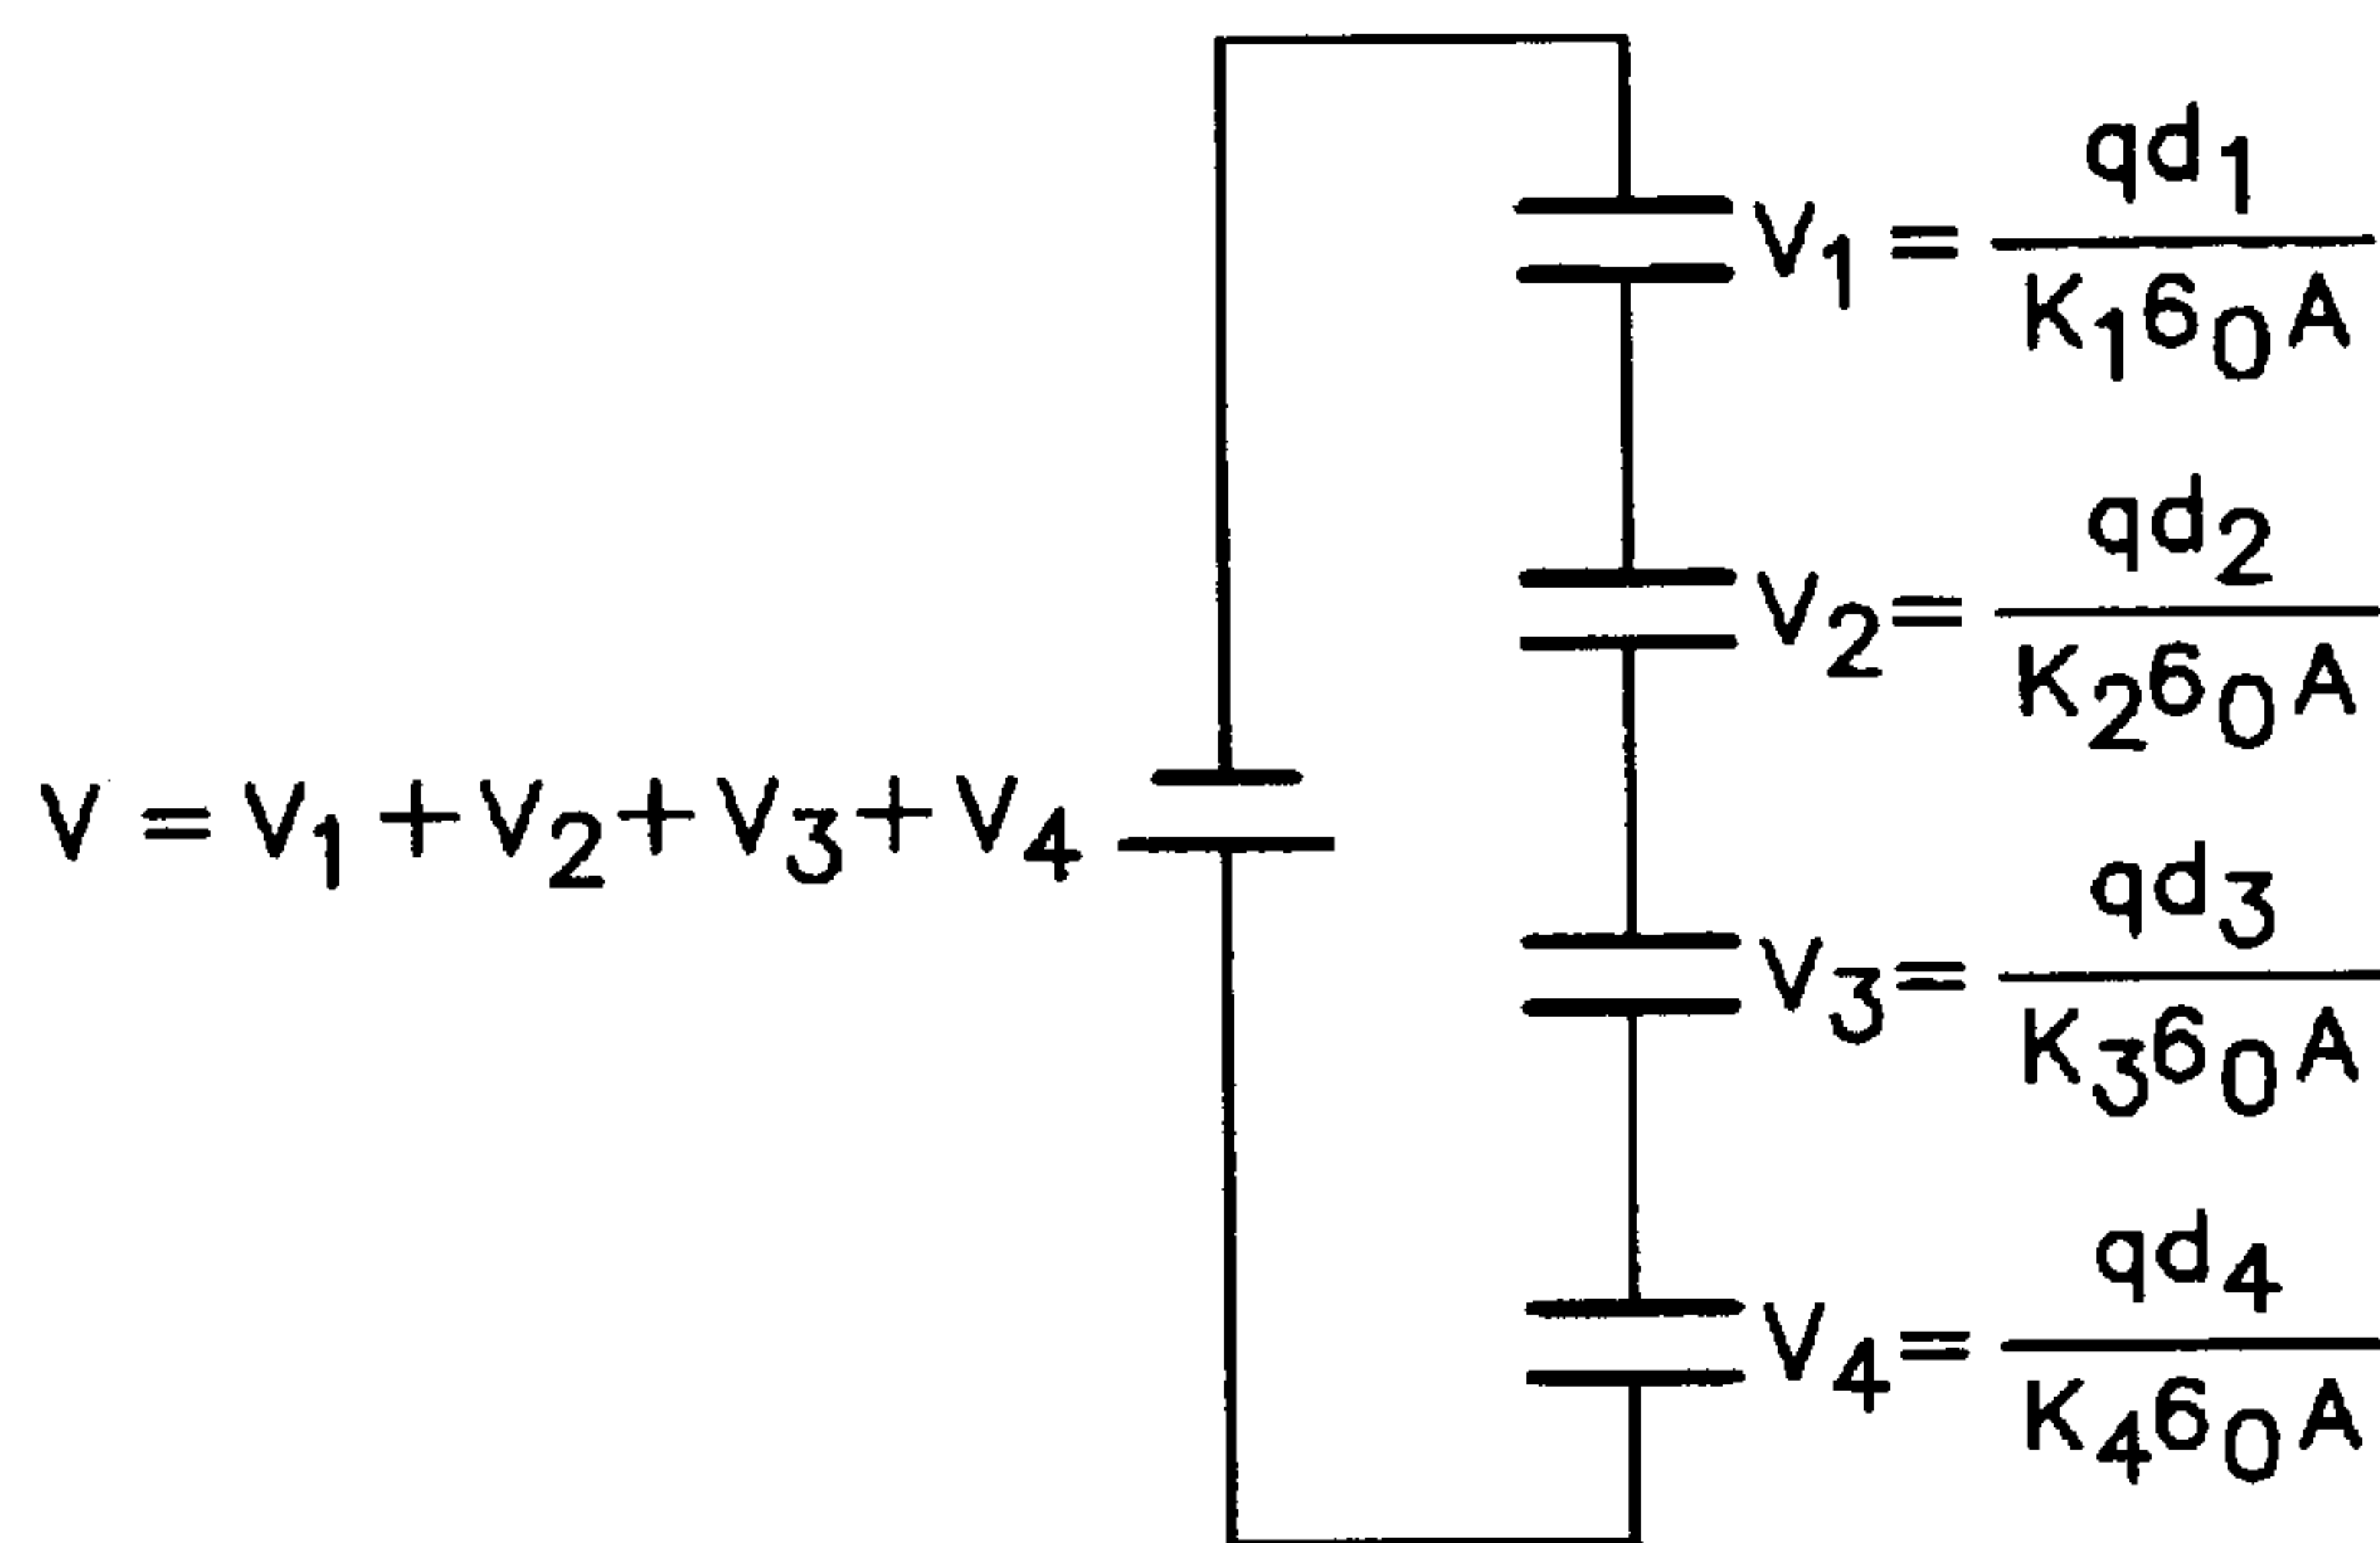 V₁ = qd₁ / K₁6₀A
V₂ = qd₂ / K₂6₀A
V = V₁ + V₂ + V₃ + V₄
V₃ = qd₃ / K₃6₀A
V₄ = qd₄ / K₄6₀A